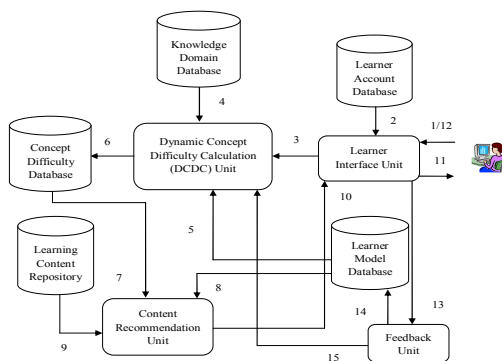 Knowledge
Domain
Database
Learner
Account
Database
4
2
1/12
Concept
Difficulty
Database
6
Dynamic Concept
Difficulty Calculation
(DCDC) Unit
3
Learner
Interface Unit
11
10
5
Learner
Model
Database
Learning
Content
Repository
7
8
9
Content
Recommendation
Unit
14
13
15
Feedback
Unit